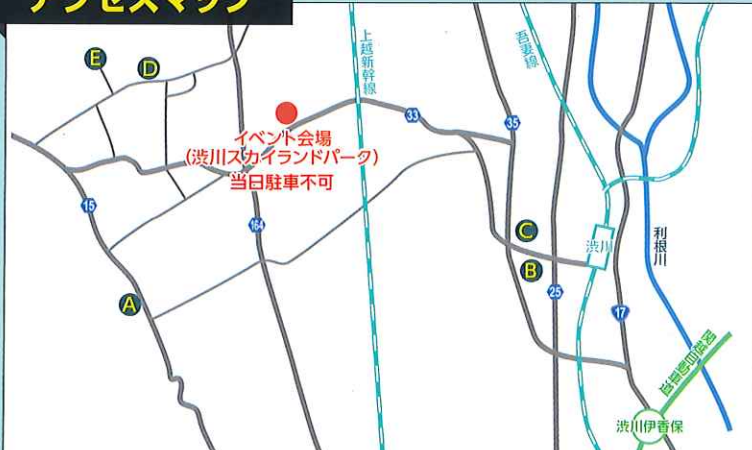 アクセスマップ
E
D
上越新幹線
吾妻線
33
35
イベント会場
(渋川スカイランドパーク)
当日駐車不可
15
164
C
渋川
利根川
B
25
A
17
関越自動車道
渋川伊香保